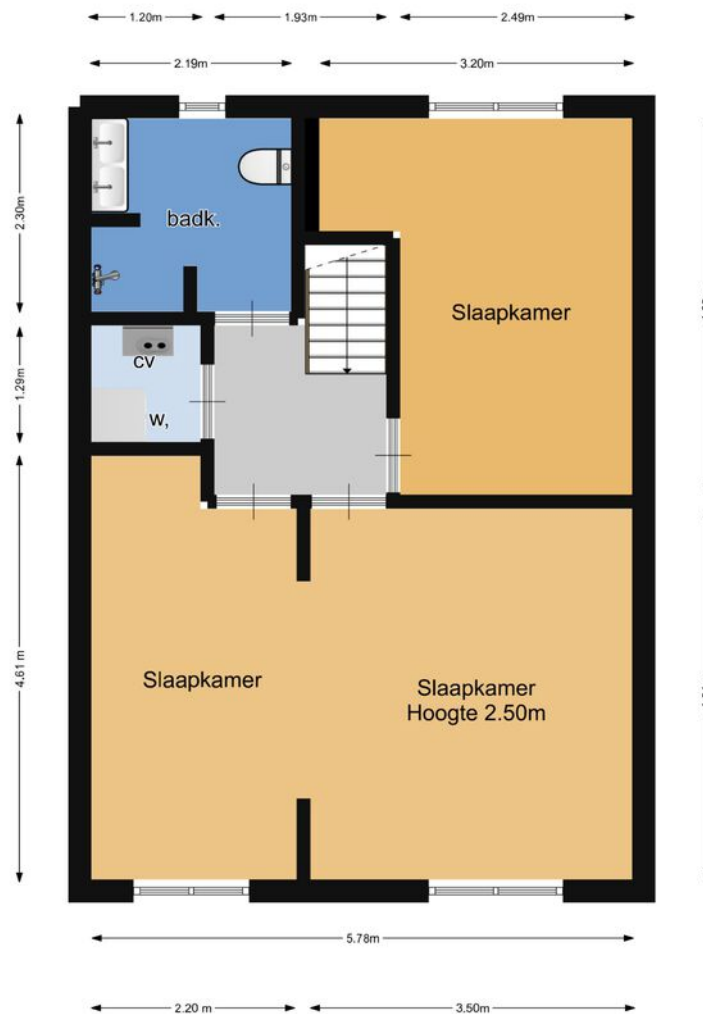 1.20m
1.93m
2.49m
2.19m
3.20m
2.30m
badk.
Slaapkamer
1.29m
cv
w,
4.61 m
Slaapkamer
Slaapkamer
Hoogte 2.50m
5.78m
2.20 m
3.50m